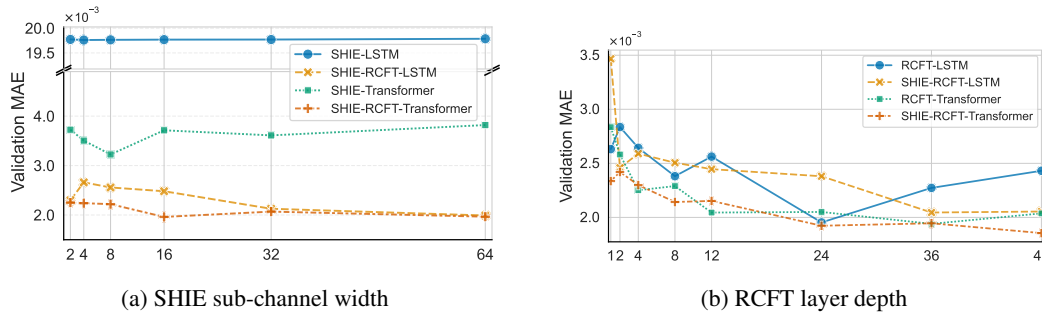 ×10⁻³
20.0
19.5
4.0
3.0
2.0
Validation MAE
SHIE-LSTM
SHIE-RCFT-LSTM
SHIE-Transformer
SHIE-RCFT-Transformer
2 4 8 16 32 64
(a) SHIE sub-channel width
×10⁻³
3.5
3.0
2.5
2.0
Validation MAE
RCFT-LSTM
SHIE-RCFT-LSTM
RCFT-Transformer
SHIE-RCFT-Transformer
1 2 4 8 12 24 36 4
(b) RCFT layer depth